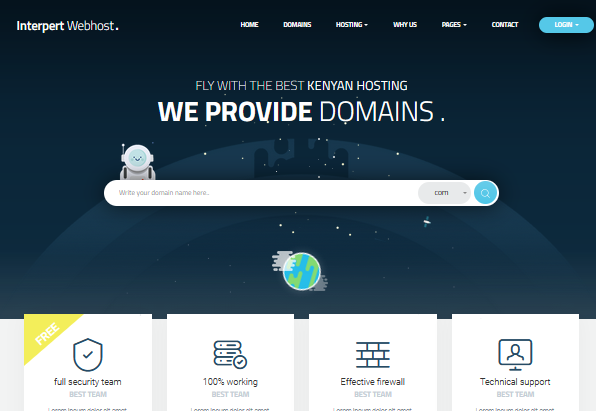 Interpert Webhost.
HOME DOMAINS HOSTING WHY US PAGES CONTACT LOGIN
FLY WITH THE BEST KENYAN HOSTING
WE PROVIDE DOMAINS .
Write your domain name here.. com
FREE
full security team 100% working Effective firewall Technical support
BEST TEAM BEST TEAM BEST TEAM BEST TEAM